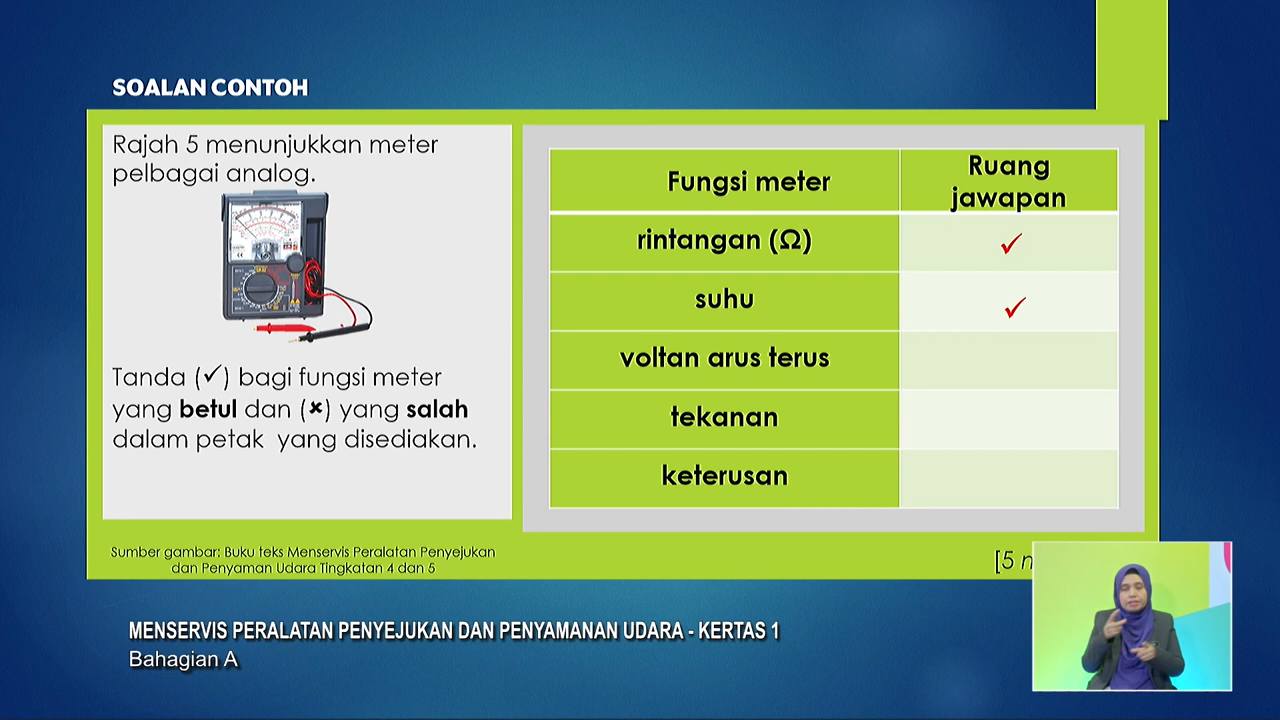 SOALAN CONTOH
Rajah 5 menunjukkan meter
pelbagai analog.
Tanda (✓) bagi fungsi meter
yang betul dan (✘) yang salah
dalam petak yang disediakan.
Sumber gambar: Buku teks Menservis Peralatan Penyejukan
dan Penyaman Udara Tingkatan 4 dan 5
Fungsi meter
Ruang
jawapan
rintangan (Ω)
✓
suhu
✓
voltan arus terus
tekanan
keterusan
[5
MENSERVIS PERALATAN PENYEJUKAN DAN PENYAMANAN UDARA - KERTAS 1
Bahagian A